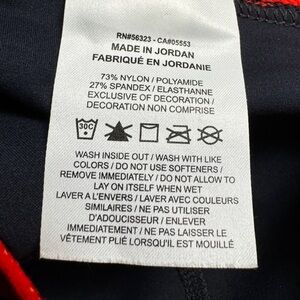 RN#56323 - CA#05553
MADE IN JORDAN
FABRIQUÉ EN JORDANIE
73% NYLON / POLYAMIDE
27% SPANDEX / ELASTHANNE
EXCLUSIVE OF DECORATION /
DECORATION NON COMPRISE
30C
WASH INSIDE OUT / WASH WITH LIKE
COLORS / DO NOT USE SOFTENERS /
REMOVE IMMEDIATELY / DO NOT ALLOW TO
LAY ON ITSELF WHEN WET
LAVER A L'ENVERS / LAVER AVEC COULEURS
SIMILAIRES / NE PAS UTILISER
D'ADOUCISSEUR / ENLEVER
IMMEDIATEMENT / NE PAS LAISSER LE
VÊTEMENT PLIÉ LORSQU'IL EST MOUILLÉ